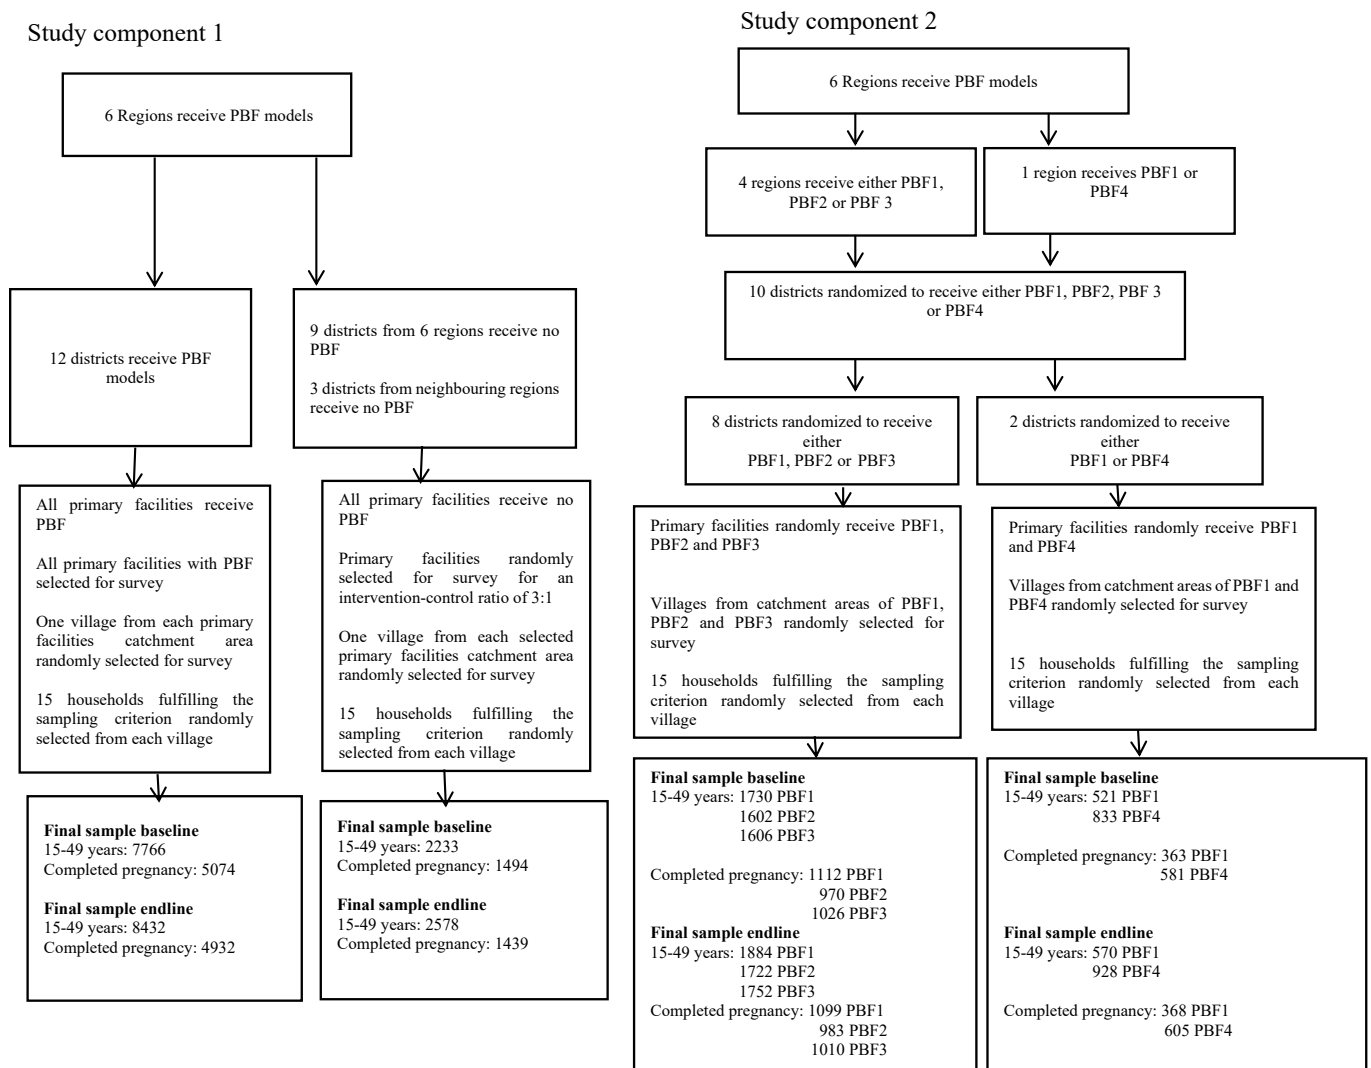 Study component 1
6 Regions receive PBF models
12 districts receive PBF
models
9 districts from 6 regions receive no
PBF
3 districts from neighbouring regions
receive no PBF
All primary facilities receive
PBF
All primary facilities with PBF
selected for survey
One village from each primary
facilities catchment area
randomly selected for survey
15 households fulfilling the
sampling criterion randomly
selected from each village
All primary facilities receive no
PBF
Primary facilities randomly
selected for survey for an
intervention-control ratio of 3:1
One village from each selected
primary facilities catchment area
randomly selected for survey
15 households fulfilling the
sampling criterion randomly
selected from each village
Final sample baseline
15-49 years: 7766
Completed pregnancy: 5074
Final sample endline
15-49 years: 8432
Completed pregnancy: 4932
Final sample baseline
15-49 years: 2233
Completed pregnancy: 1494
Final sample endline
15-49 years: 2578
Completed pregnancy: 1439
Study component 2
6 Regions receive PBF models
4 regions receive either PBF1,
PBF2 or PBF 3
1 region receives PBF1 or
PBF4
10 districts randomized to receive either PBF1, PBF2, PBF 3
or PBF4
8 districts randomized to receive
either
PBF1, PBF2 or PBF3
2 districts randomized to receive
either
PBF1 or PBF4
Primary facilities randomly receive PBF1,
PBF2 and PBF3
Villages from catchment areas of PBF1,
PBF2 and PBF3 randomly selected for
survey
15 households fulfilling the sampling
criterion randomly selected from each
village
Primary facilities randomly receive PBF1
and PBF4
Villages from catchment areas of PBF1 and
PBF4 randomly selected for survey
15 households fulfilling the sampling
criterion randomly selected from each
village
Final sample baseline
15-49 years: 1730 PBF1
1602 PBF2
1606 PBF3
Completed pregnancy: 1112 PBF1
970 PBF2
1026 PBF3
Final sample endline
15-49 years: 1884 PBF1
1722 PBF2
1752 PBF3
Completed pregnancy: 1099 PBF1
983 PBF2
1010 PBF3
Final sample baseline
15-49 years: 521 PBF1
833 PBF4
Completed pregnancy: 363 PBF1
581 PBF4
Final sample endline
15-49 years: 570 PBF1
928 PBF4
Completed pregnancy: 368 PBF1
605 PBF4